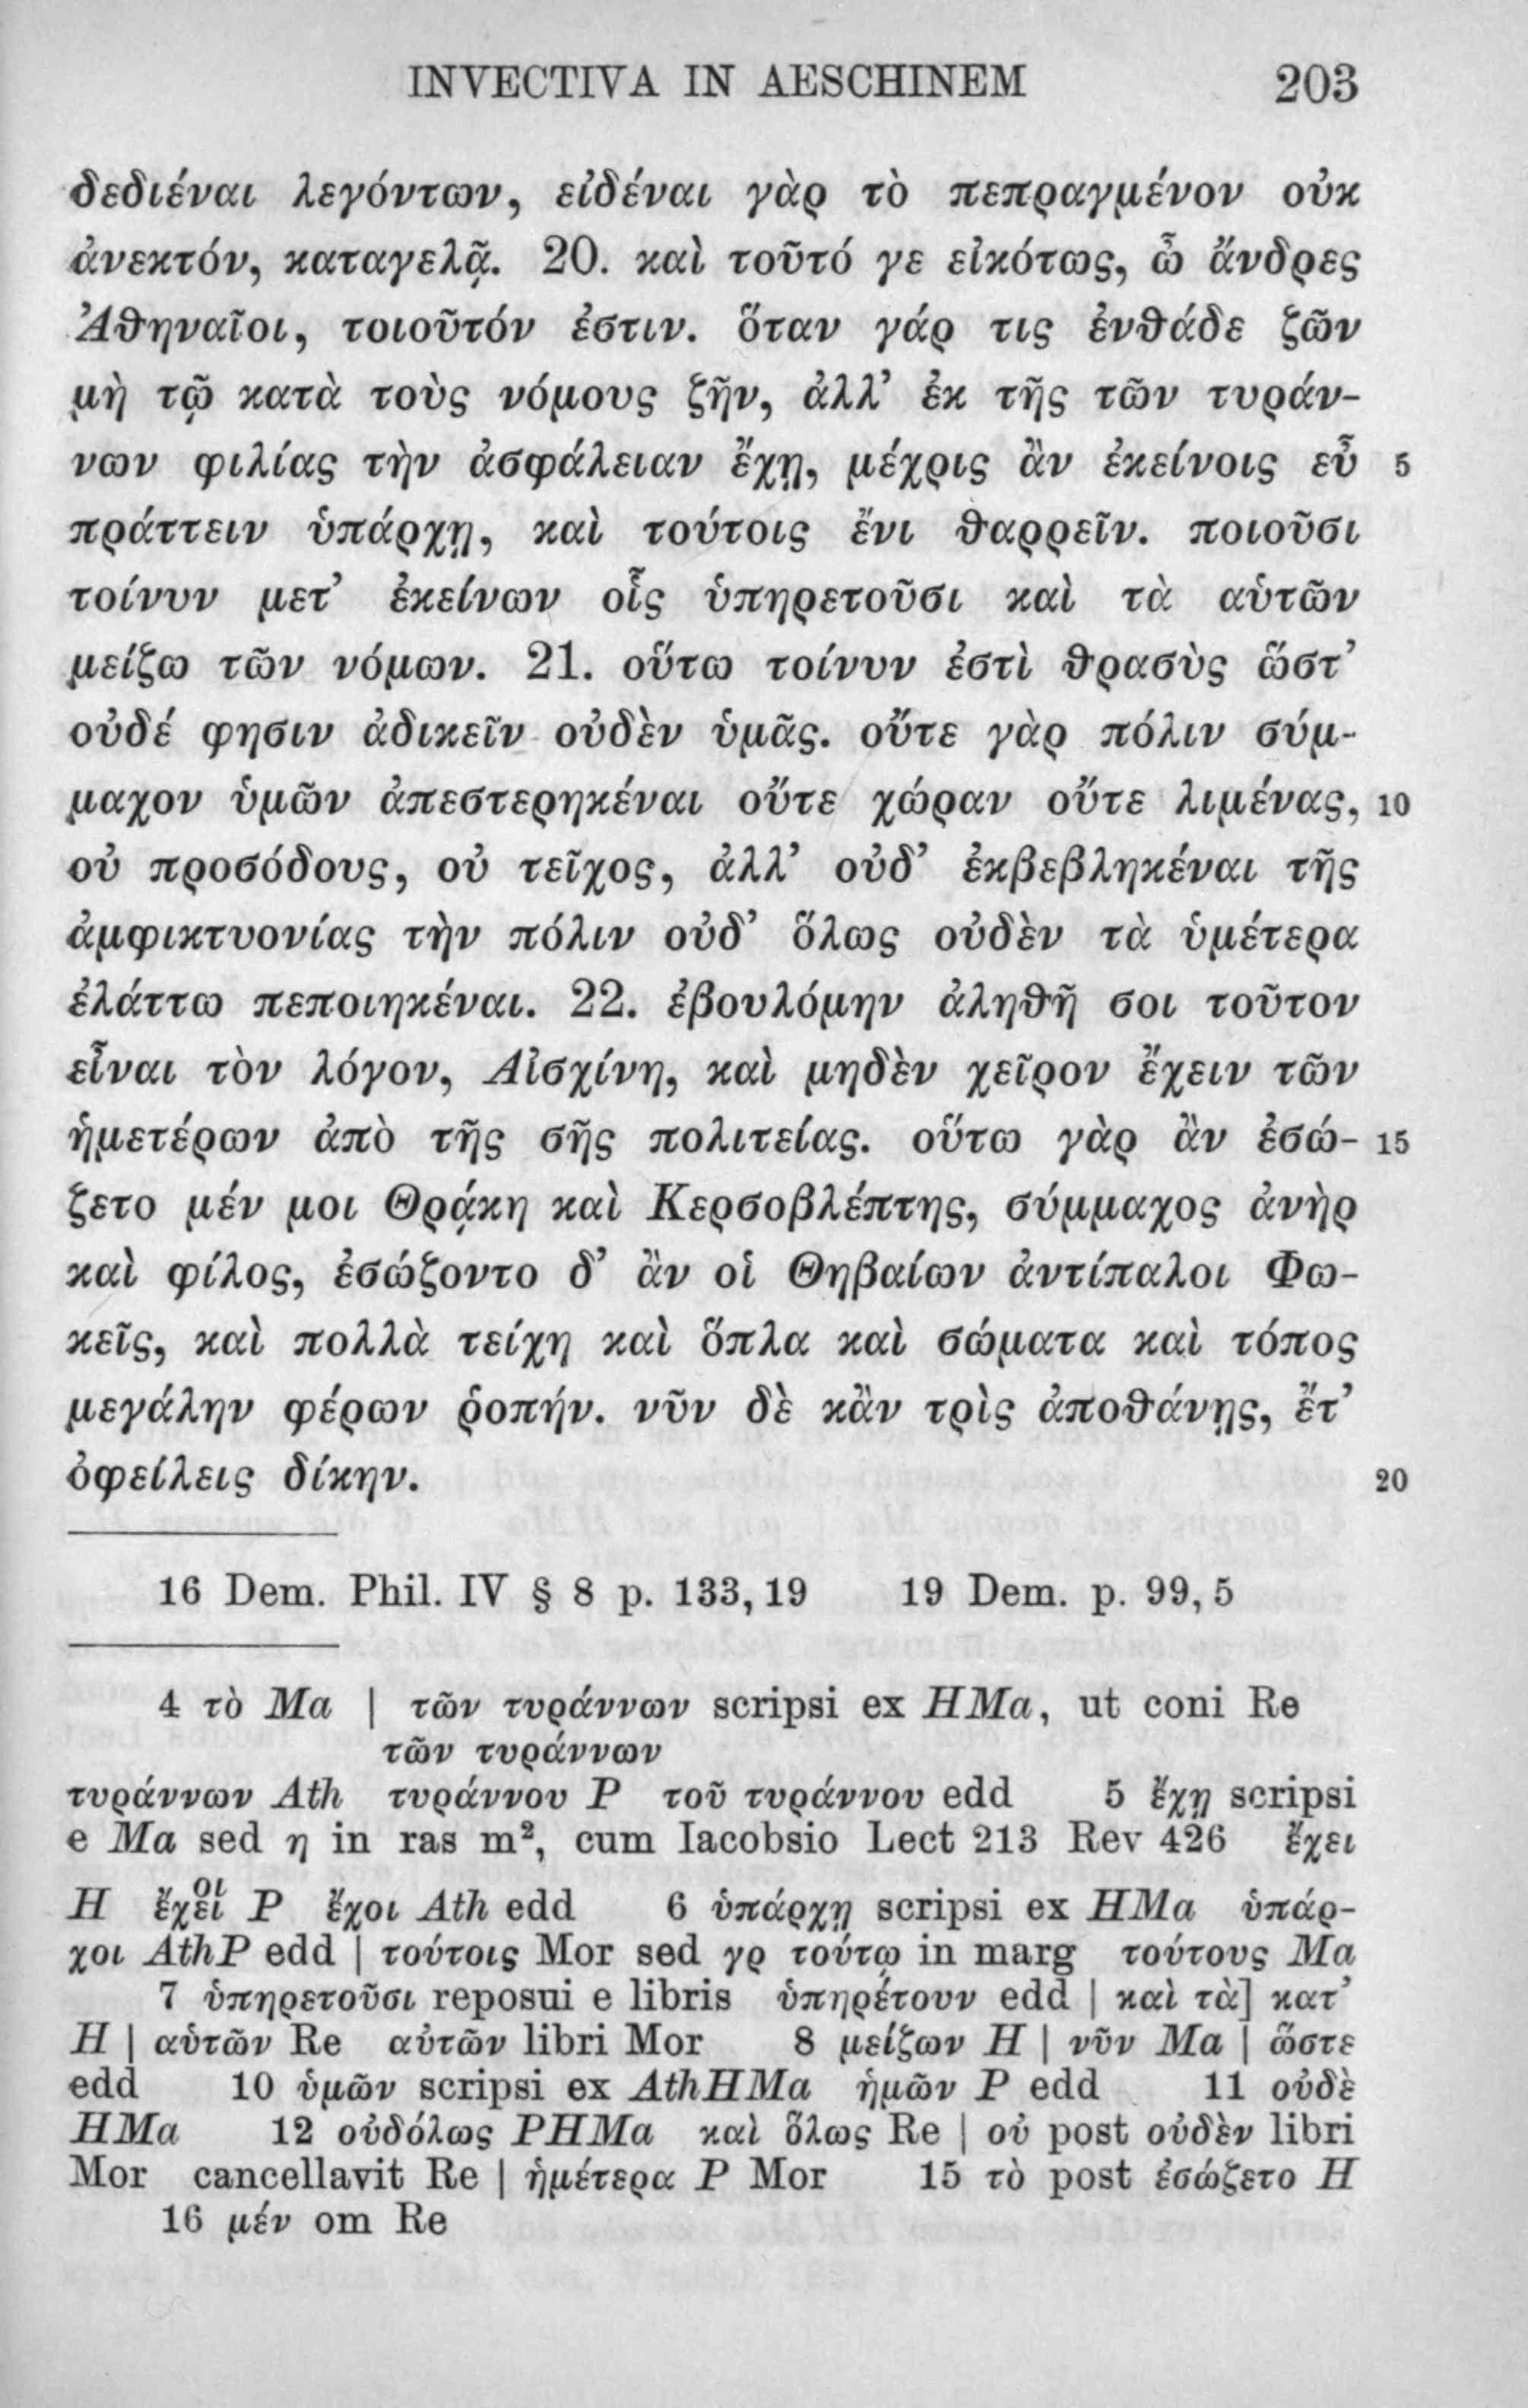 INVECTIVA IN AESCHINEM 203
δεδιέναι λεγόντων, εἰδέναι γὰρ τὸ πεπραγμένον οὐκ
ἀνεκτόν, καταγελᾷ. 20. καὶ τοῦτό γε εἰκότως, ὦ ἄνδρες
Ἀθηναῖοι, τοιοῦτόν ἐστιν. ὅταν γάρ τις ἐνθάδε ζῶν
μὴ τῷ κατὰ τοὺς νόμους ζῆν, ἀλλ’ ἐκ τῆς τῶν τυράν-
νων φιλίας τὴν ἀσφάλειαν ἔχῃ, μέχρις ἂν ἐκείνοις εὖ 5
πράττειν ὑπάρχῃ, καὶ τούτοις ἔνι θαρρεῖν. ποιοῦσι
τοίνυν μετ’ ἐκείνων οἷς ὑπηρετοῦσι καὶ τὰ αὑτῶν
μείζω τῶν νόμων. 21. οὕτω τοίνυν ἐστὶ θρασὺς ὥστ’
οὐδέ φησιν ἀδικεῖν οὐδὲν ὑμᾶς. οὔτε γὰρ πόλιν σύμ-
μαχον ὑμῶν ἀπεστερηκέναι οὔτε χώραν οὔτε λιμένας, 10
οὐ προσόδους, οὐ τεῖχος, ἀλλ’ οὐδ’ ἐκβεβληκέναι τῆς
ἀμφικτυονίας τὴν πόλιν οὐδ’ ὅλως οὐδὲν τὰ ὑμέτερα
ἐλάττω πεποιηκέναι. 22. ἐβουλόμην ἀληθῆ σοι τοῦτον
εἶναι τὸν λόγον, Αἰσχίνη, καὶ μηδὲν χεῖρον ἔχειν τῶν
ἡμετέρων ἀπὸ τῆς σῆς πολιτείας. οὕτω γὰρ ἂν ἐσώ- 15
ζετο μέν μοι Θρᾴκη καὶ Κερσοβλέπτης, σύμμαχος ἀνὴρ
καὶ φίλος, ἐσώζοντο δ’ ἂν οἱ Θηβαίων ἀντίπαλοι Φω-
κεῖς, καὶ πολλὰ τείχη καὶ ὅπλα καὶ σώματα καὶ τόπος
μεγάλην φέρων ῥοπήν. νῦν δὲ κἂν τρὶς ἀποθάνῃς, ἔτ’
ὀφείλεις δίκην. 20
16 Dem. Phil. IV § 8 p. 133,19 19 Dem. p. 99,5
4 τὸ Ma | τῶν τυράννων scripsi ex HMa, ut coni Re
τῶν τυράννων
τυράννων Ath τυράννου P τοῦ τυράννου edd 5 ἔχῃ scripsi
e Ma sed η in ras m², cum Iacobsio Lect 213 Rev 426 ἔχει
οι
H ἔχει P ἔχοι Ath edd 6 ὑπάρχῃ scripsi ex HMa ὑπάρ-
χοι AthP edd | τούτοις Mor sed γρ τούτῳ in marg τούτους Ma
7 ὑπηρετοῦσι reposui e libris ὑπηρέτουν edd | καὶ τὰ] κατ’
H | αὑτῶν Re αὐτῶν libri Mor 8 μείζων H | νῦν Ma | ὥστε
edd 10 ὑμῶν scripsi ex AthHMa ἡμῶν P edd 11 οὐδὲ
HMa 12 οὐδόλως PHMa καὶ ὅλως Re | οὐ post οὐδὲν libri
Mor cancellavit Re | ἡμέτερα P Mor 15 τὸ post ἐσώζετο H
16 μέν om Re